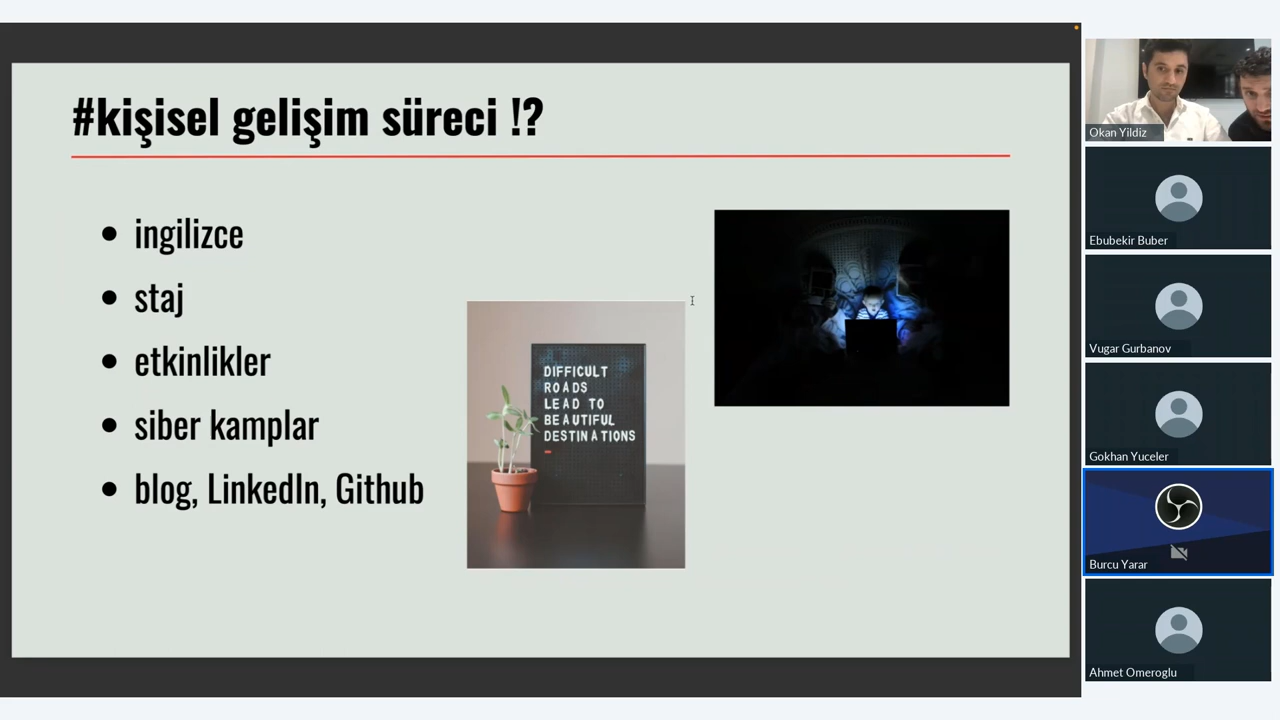 #kişisel gelişim süreci !?
ingilizce
staj
etkinlikler
siber kamplar
blog, LinkedIn, Github
DIFFICULT
ROADS
LEAD TO
BEAUTIFUL
DESTINATIONS
Okan Yildiz
Ebubekir Buber
Vugar Gurbanov
Gokhan Yuceler
Burcu Yarar
Ahmet Omeroglu